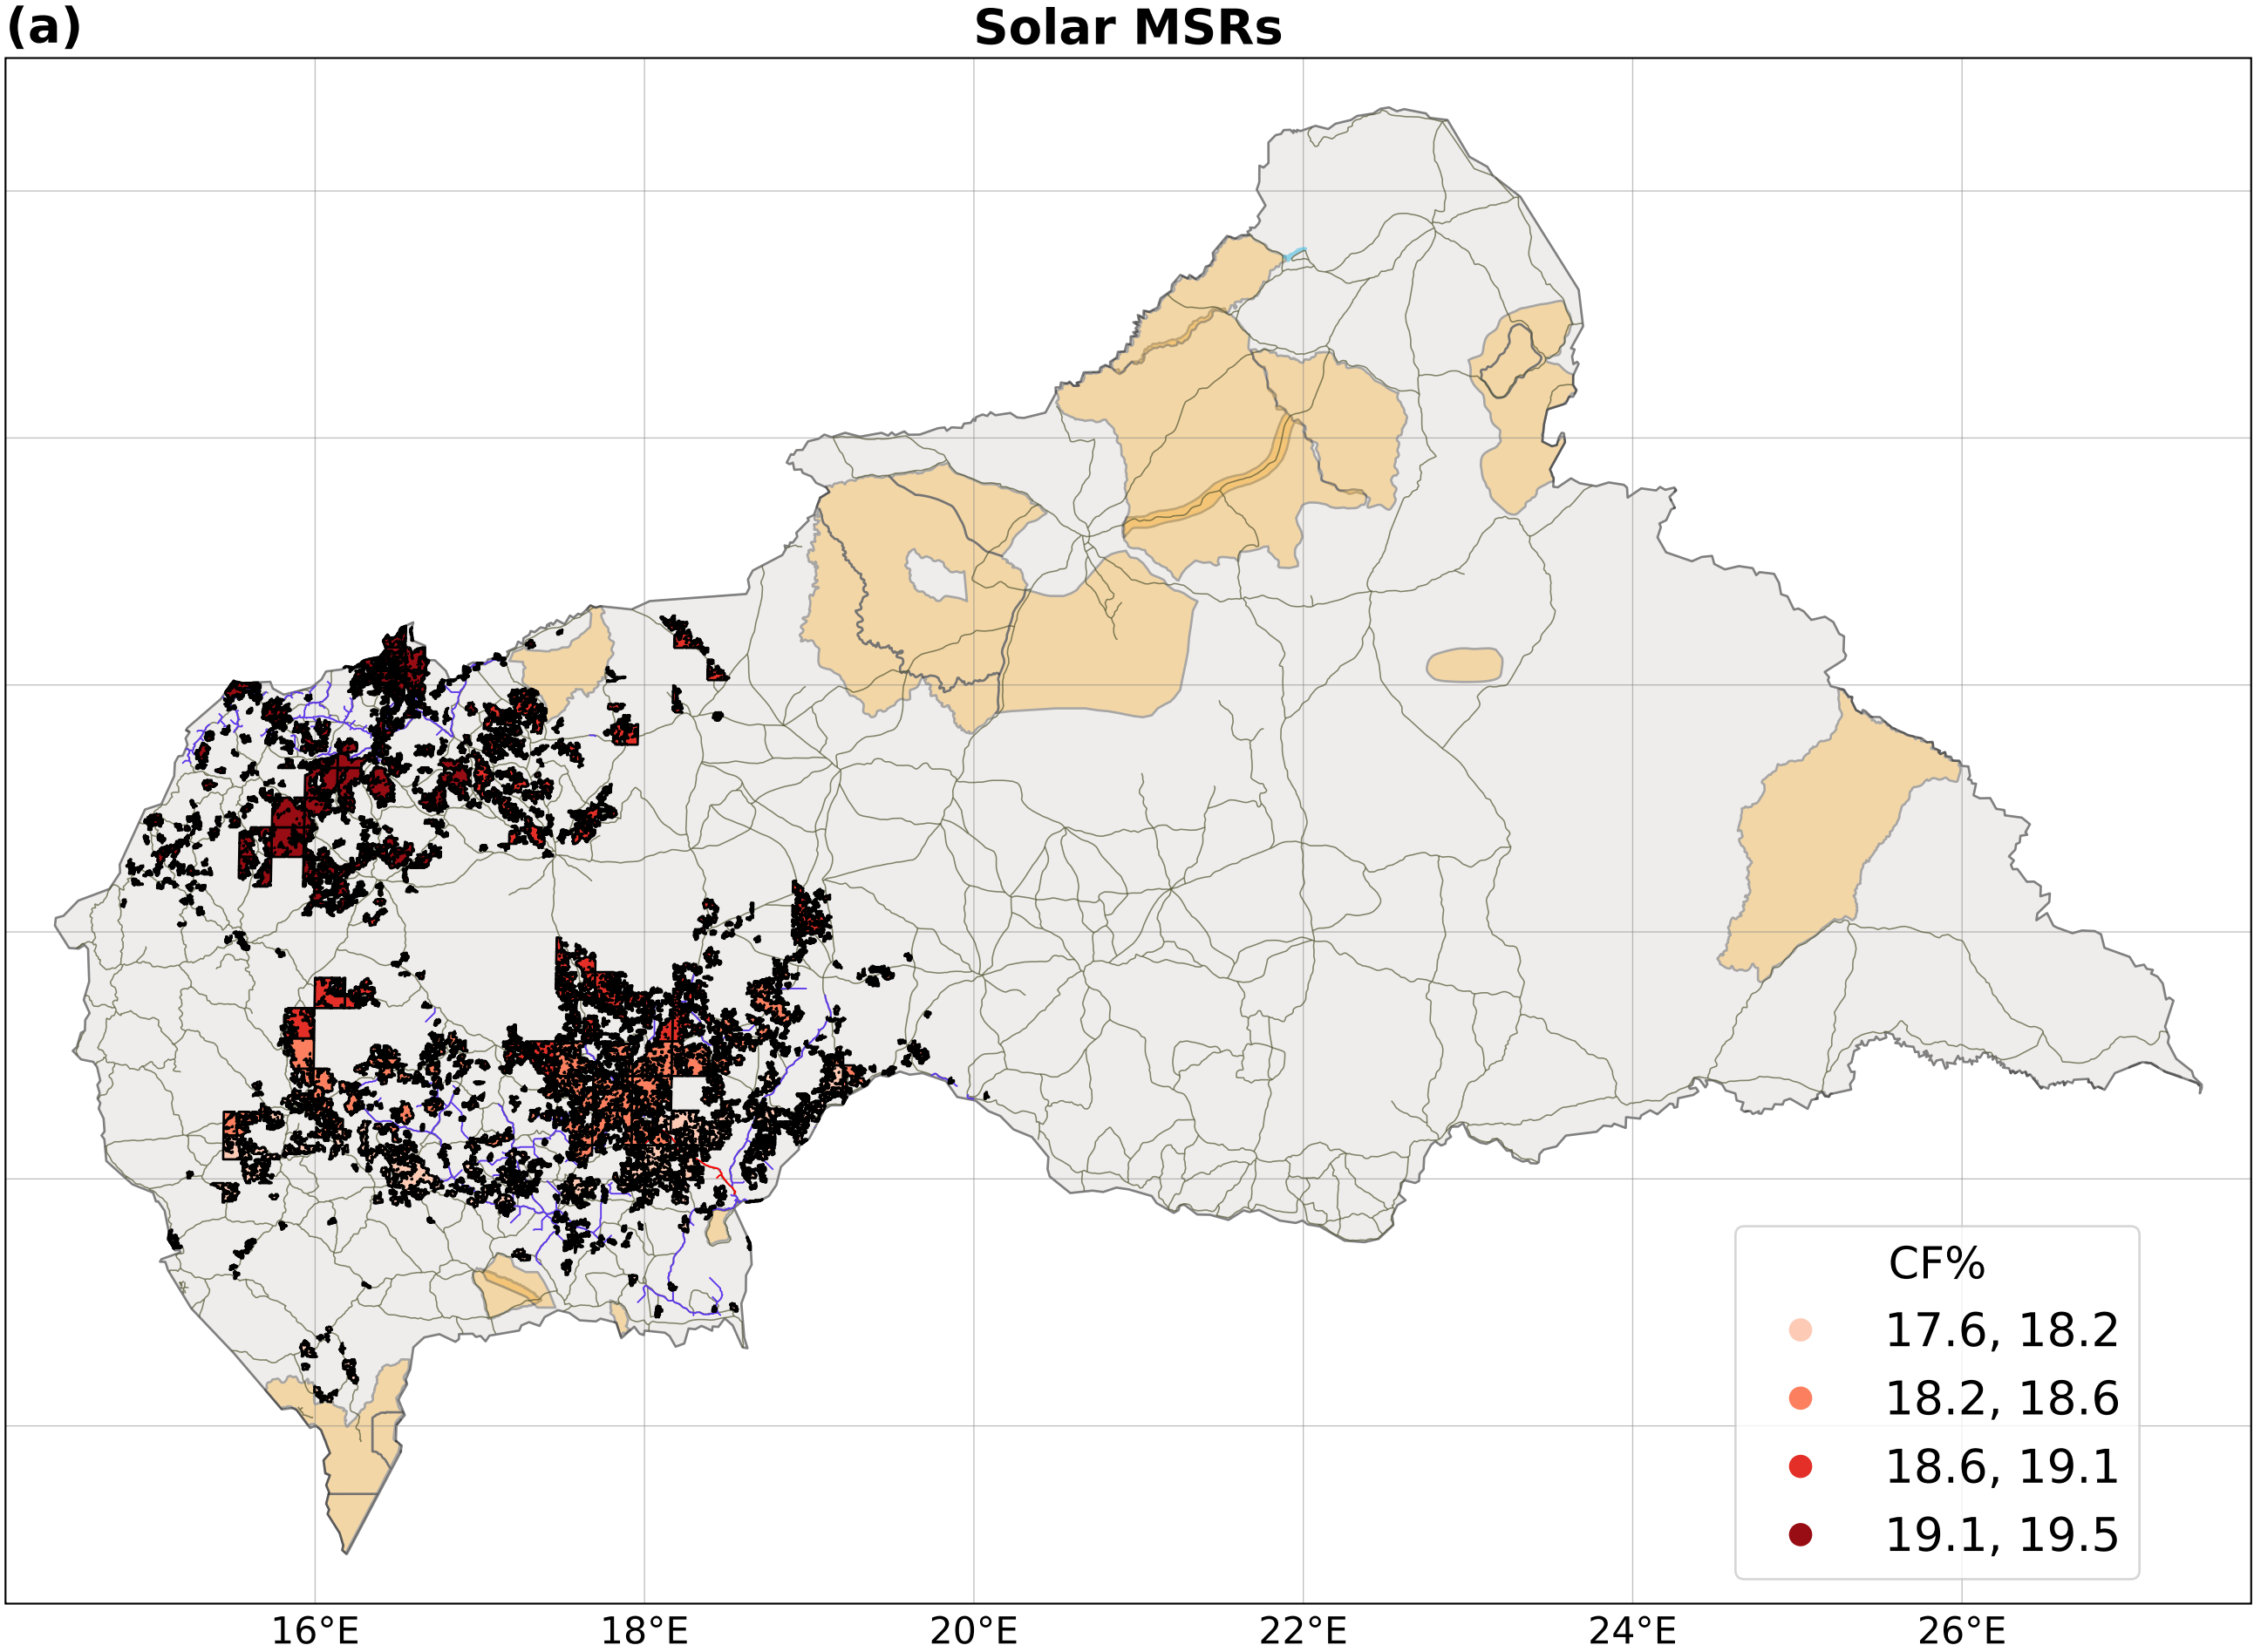 (a)
Solar MSRs
CF%
17.6, 18.2
18.2, 18.6
18.6, 19.1
19.1, 19.5
16°E 18°E 20°E 22°E 24°E 26°E